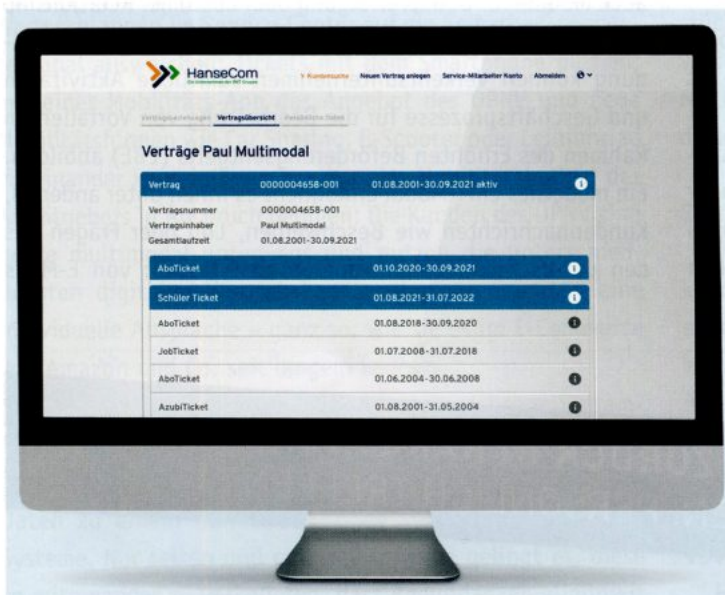 HanseCom
Kundensuche Neuen Vertrag anlegen Service-Mitarbeiter Konto Abmelden
Vertragsübersicht Persönliche Daten
Verträge Paul Multimodal
Vertrag 0000004658-001 01.08.2001-30.09.2021 aktiv
Vertragsnummer 0000004658-001
Vertragsinhaber Paul Multimodal
Gesamtlaufzeit 01.08.2001-30.09.2021
AboTicket 01.10.2020-30.09.2021
Schüler Ticket 01.08.2021-31.07.2022
AboTicket 01.08.2018-30.09.2020
JobTicket 01.07.2008-31.07.2018
AboTicket 01.06.2004-30.06.2008
AzubiTicket 01.08.2001-31.05.2004